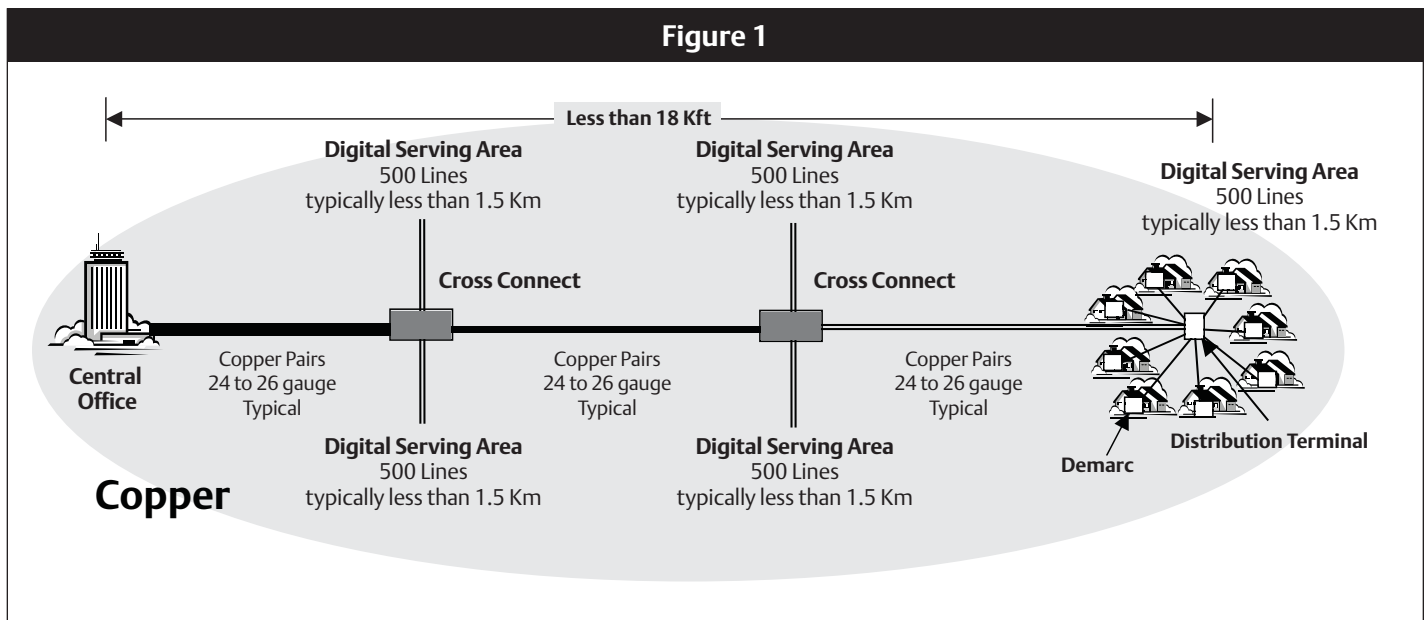 Figure 1
Less than 18 Kft
Digital Serving Area
500 Lines
typically less than 1.5 Km
Digital Serving Area
500 Lines
typically less than 1.5 Km
Digital Serving Area
500 Lines
typically less than 1.5 Km
Cross Connect
Cross Connect
Central
Office
Copper Pairs
24 to 26 gauge
Typical
Copper Pairs
24 to 26 gauge
Typical
Copper Pairs
24 to 26 gauge
Typical
Distribution Terminal
Demarc
Digital Serving Area
500 Lines
typically less than 1.5 Km
Digital Serving Area
500 Lines
typically less than 1.5 Km
Copper